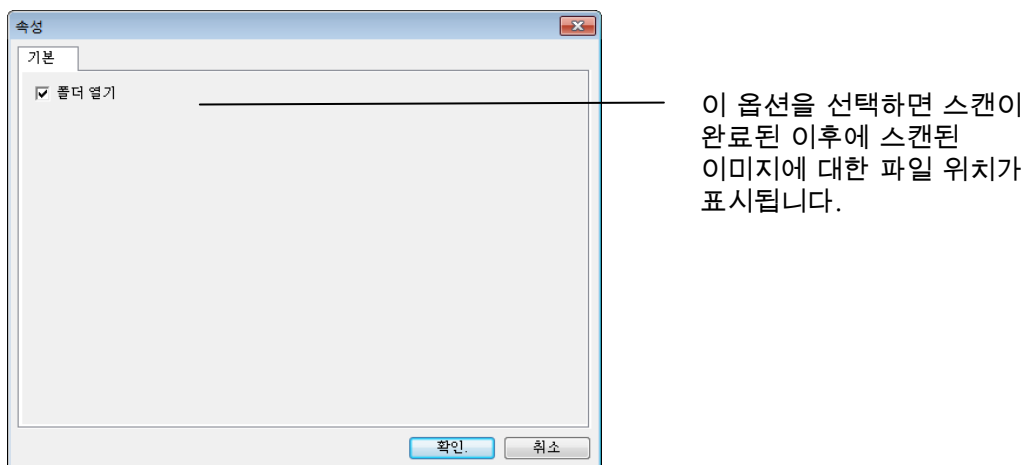 속성
기본
폴더 열기
이 옵션을 선택하면 스캔이
완료된 이후에 스캔된
이미지에 대한 파일 위치가
표시됩니다.
확인.
취소